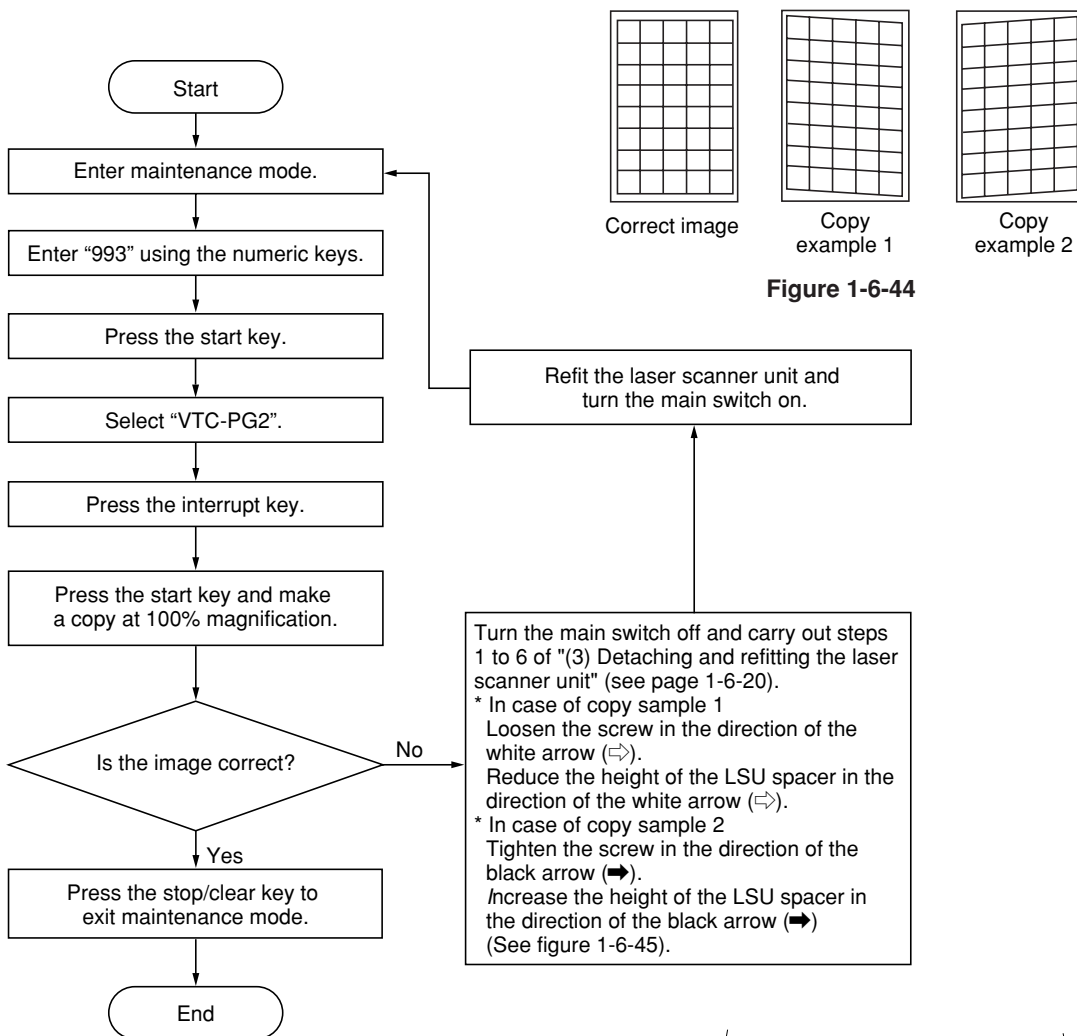 Start
Enter maintenance mode.
Enter “993” using the numeric keys.
Press the start key.
Select “VTC-PG2”.
Press the interrupt key.
Press the start key and make
a copy at 100% magnification.
Is the image correct?
No
Yes
Press the stop/clear key to
exit maintenance mode.
End
Turn the main switch off and carry out steps
1 to 6 of "(3) Detaching and refitting the laser
scanner unit" (see page 1-6-20).
* In case of copy sample 1
Loosen the screw in the direction of the
white arrow (⇨).
Reduce the height of the LSU spacer in the
direction of the white arrow (⇨).
* In case of copy sample 2
Tighten the screw in the direction of the
black arrow (➡).
Increase the height of the LSU spacer in
the direction of the black arrow (➡)
(See figure 1-6-45).
Refit the laser scanner unit and
turn the main switch on.
Correct image
Copy
example 1
Copy
example 2
Figure 1-6-44